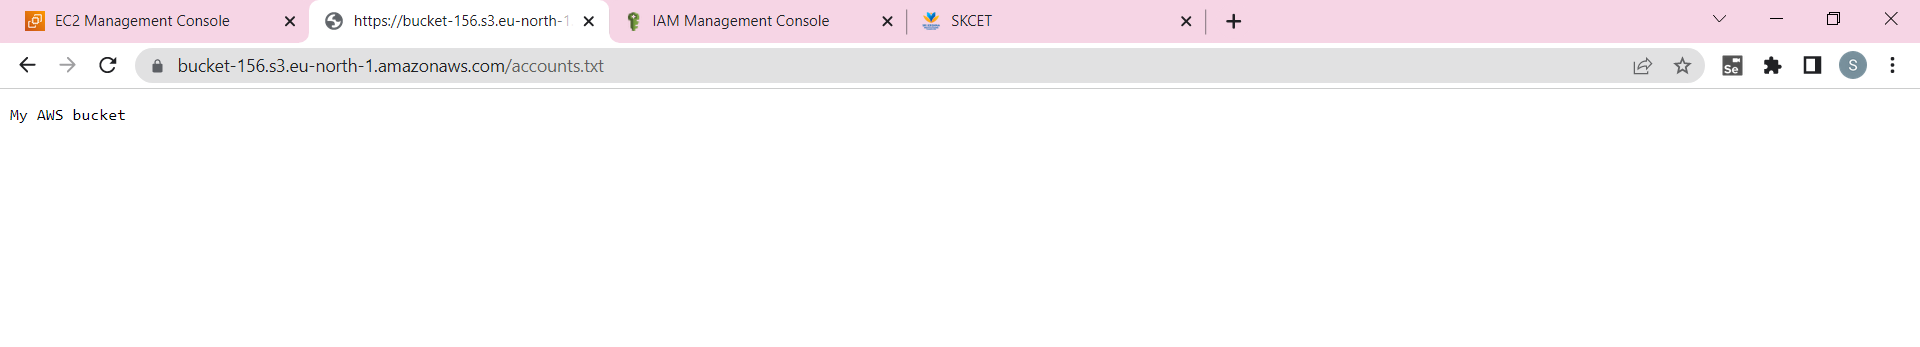 EC2 Management Console
https://bucket-156.s3.eu-north-1
IAM Management Console
SKCET
bucket-156.s3.eu-north-1.amazonaws.com/accounts.txt
Se
S
My AWS bucket